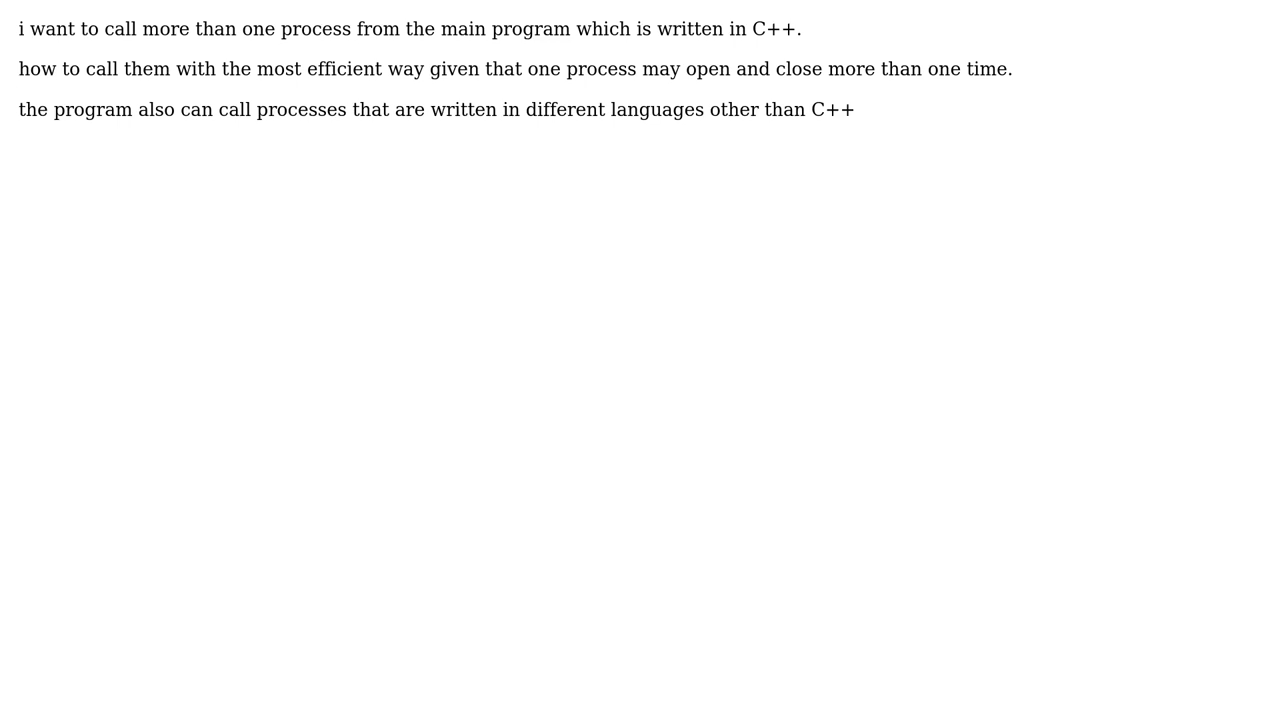 i want to call more than one process from the main program which is written in C++.
how to call them with the most efficient way given that one process may open and close more than one time.
the program also can call processes that are written in different languages other than C++